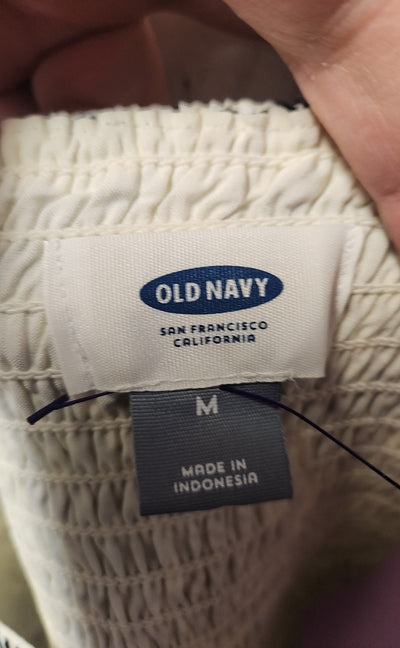 OLD NAVY
SAN FRANCISCO
CALIFORNIA
M
MADE IN
INDONESIA